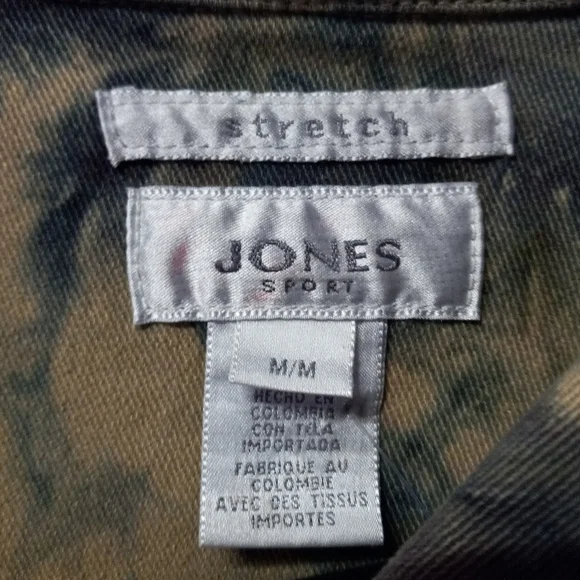 stretch
JONES
SPORT
M/M
HECHO EN
COLOMBIA
CON TELA
IMPORTADA
FABRIQUE AU
COLOMBIE
AVEC DES TISSUS
IMPORTES